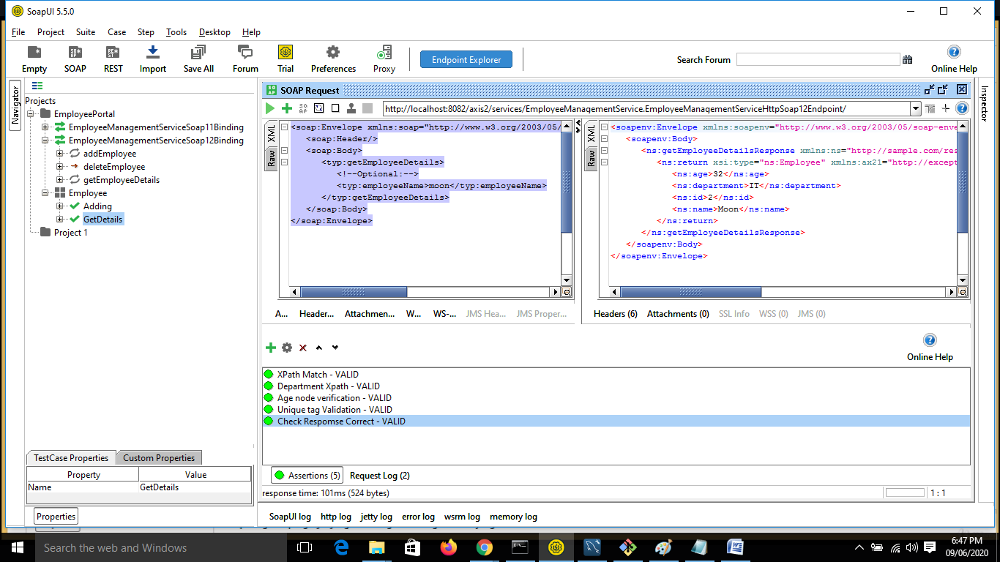 SoapUI 5.5.0
File Project Suite Case Step Tools Desktop Help
Empty SOAP REST Import Save All Forum Trial Preferences Proxy Endpoint Explorer Search Forum Online Help
Navigator
Projects
EmployeePortal
EmployeeManagementServiceSoap11Binding
EmployeeManagementServiceSoap12Binding
addEmployee
deleteEmployee
getEmployeeDetails
Employee
Adding
GetDetails
Project 1
TestCase Properties Custom Properties
Property Value
Name GetDetails
Properties
SOAP Request
http://localhost:8082/axis2/services/EmployeeManagementService.EmployeeManagementServiceHttpSoap12Endpoint/
XML
Raw
<soap:Envelope xmlns:soap="http://www.w3.org/2003/05/
<soap:Header/>
<soap:Body>
<typ:getEmployeeDetails>
<!--Optional:-->
<typ:employeeName>moon</typ:employeeName>
</typ:getEmployeeDetails>
</soap:Body>
</soap:Envelope>
A... Header... Attachmen... W... WS-... JMS Hea... JMS Proper...
XML
Raw
<soapenv:Envelope xmlns:soapenv="http://www.w3.org/2003/05/soap-enve
<soapenv:Body>
<ns:getEmployeeDetailsResponse xmlns:ns="http://sample.com/res
<ns:return xsi:type="ns:Employee" xmlns:ax21="http://except
<ns:age>32</ns:age>
<ns:department>IT</ns:department>
<ns:id>2</ns:id>
<ns:name>Moon</ns:name>
</ns:return>
</ns:getEmployeeDetailsResponse>
</soapenv:Body>
</soapenv:Envelope>
Headers (6) Attachments (0) SSL Info WSS (0) JMS (0)
Inspector
Online Help
XPath Match - VALID
Department Xpath - VALID
Age node verification - VALID
Unique tag Validation - VALID
Check Respomse Correct - VALID
Assertions (5) Request Log (2)
response time: 101ms (524 bytes) 1 : 1
SoapUI log http log jetty log error log wsrm log memory log
Search the web and Windows
6:47 PM
09/06/2020